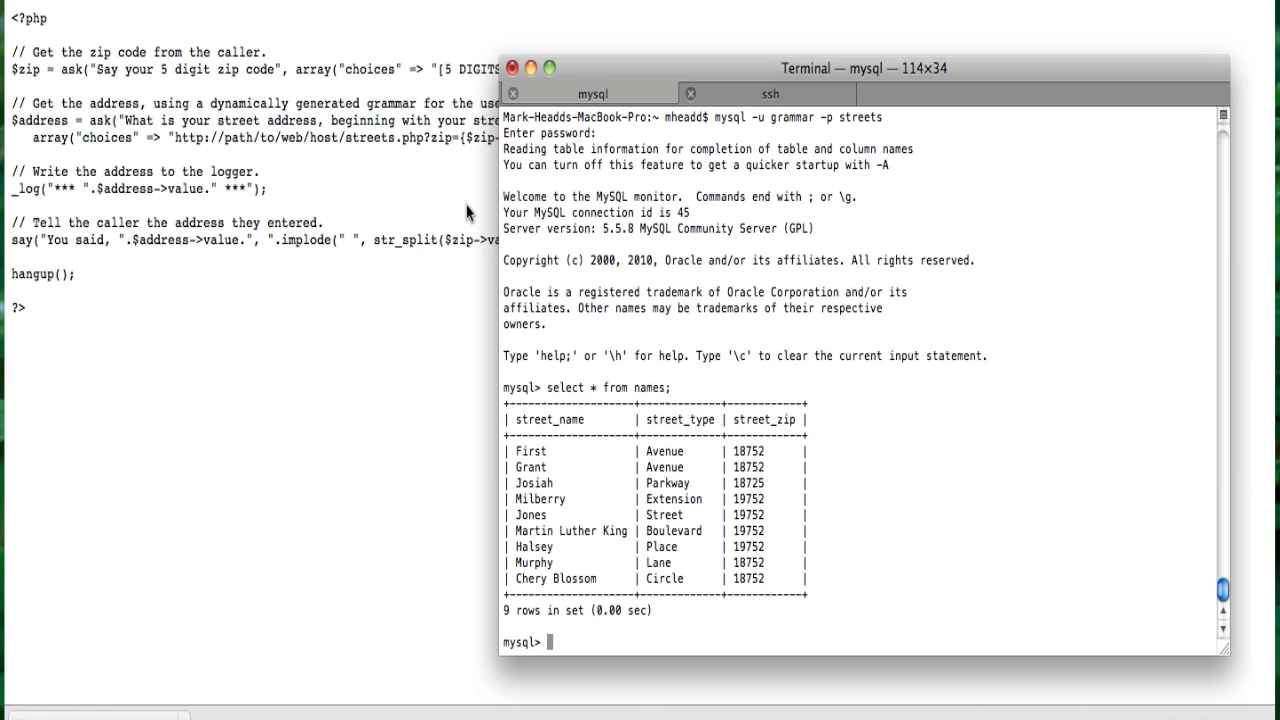 <?php
// Get the zip code from the caller.
$zip = ask("Say your 5 digit zip code", array("choices" => "[5 DIGITS
// Get the address, using a dynamically generated grammar for the use
$address = ask("What is your street address, beginning with your stre
array("choices" => "http://path/to/web/host/streets.php?zip={$zip-
// Write the address to the logger.
_log("*** ".$address->value." ***");
// Tell the caller the address they entered.
say("You said, ".$address->value.", ".implode(" ", str_split($zip->va
hangup();
?>
Terminal — mysql — 114×34
mysql
ssh
Mark-Headds-MacBook-Pro:~ mheadd$ mysql -u grammar -p streets
Enter password:
Reading table information for completion of table and column names
You can turn off this feature to get a quicker startup with -A
Welcome to the MySQL monitor.  Commands end with ; or \g.
Your MySQL connection id is 45
Server version: 5.5.8 MySQL Community Server (GPL)
Copyright (c) 2000, 2010, Oracle and/or its affiliates. All rights reserved.
Oracle is a registered trademark of Oracle Corporation and/or its
affiliates. Other names may be trademarks of their respective
owners.
Type 'help;' or '\h' for help. Type '\c' to clear the current input statement.
mysql> select * from names;
+--------------------+-------------+------------+
| street_name        | street_type | street_zip |
+--------------------+-------------+------------+
| First              | Avenue      | 18752      |
| Grant              | Avenue      | 18752      |
| Josiah             | Parkway     | 18725      |
| Milberry           | Extension   | 19752      |
| Jones              | Street      | 19752      |
| Martin Luther King | Boulevard   | 19752      |
| Halsey             | Place       | 19752      |
| Murphy             | Lane        | 18752      |
| Chery Blossom      | Circle      | 18752      |
+--------------------+-------------+------------+
9 rows in set (0.00 sec)
mysql>